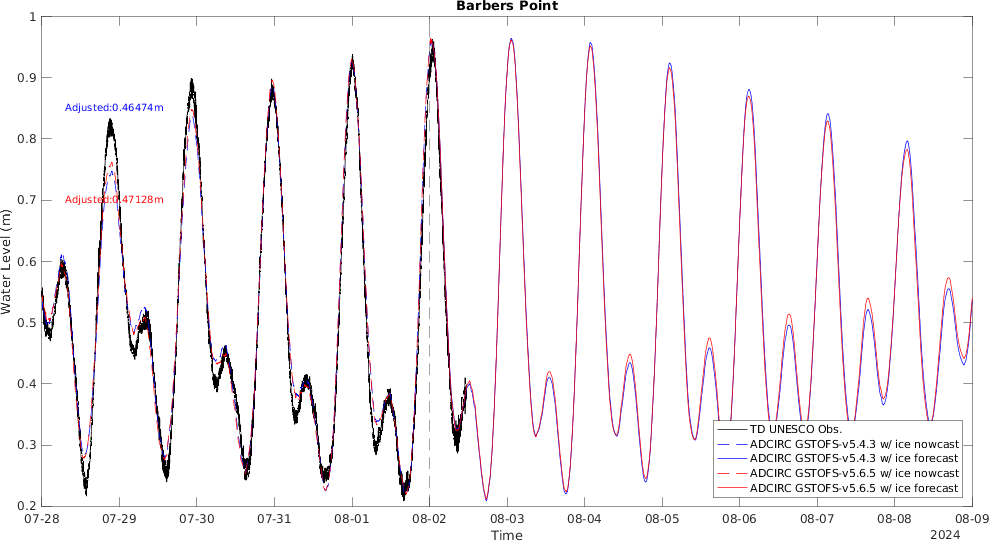 Barbers Point
1
0.9
0.8
0.7
0.6
0.5
0.4
0.3
0.2
Water Level (m)
Adjusted:0.46474m
Adjusted:0.47128m
TD UNESCO Obs.
ADCIRC GSTOFS-v5.4.3 w/ ice nowcast
ADCIRC GSTOFS-v5.4.3 w/ ice forecast
ADCIRC GSTOFS-v5.6.5 w/ ice nowcast
ADCIRC GSTOFS-v5.6.5 w/ ice forecast
07-28 07-29 07-30 07-31 08-01 08-02 08-03 08-04 08-05 08-06 08-07 08-08 08-09
Time
2024